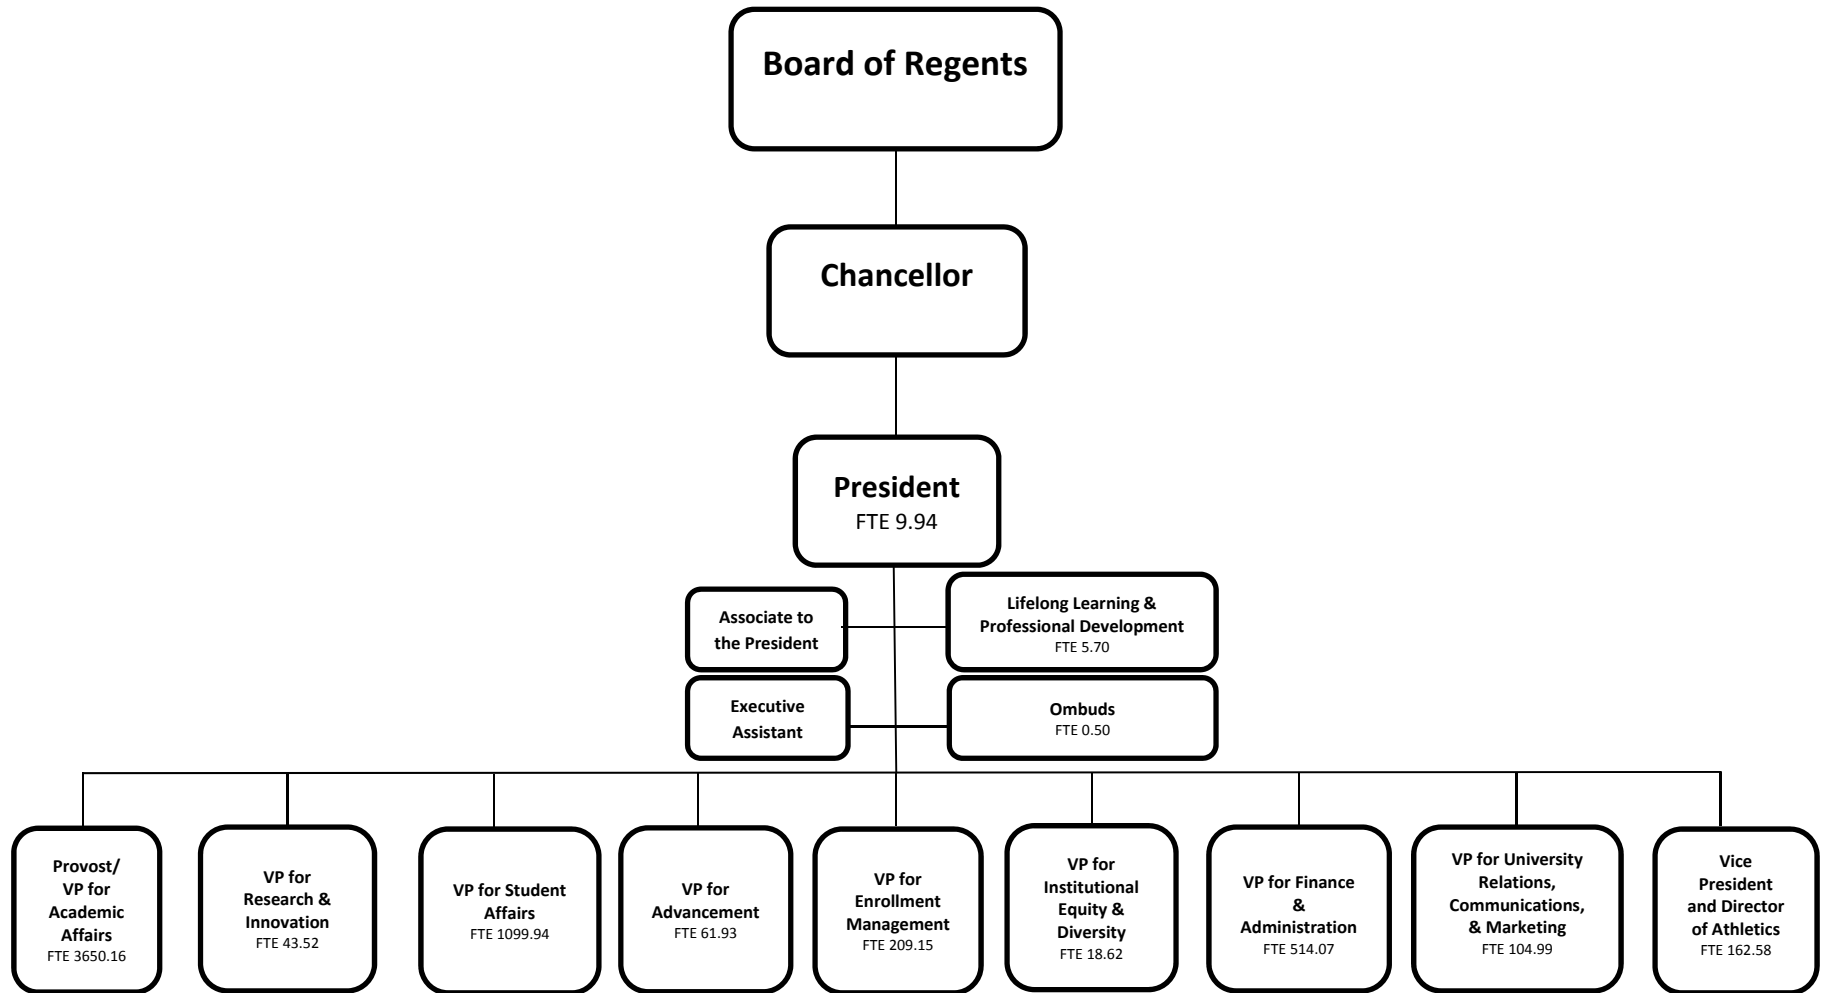 Board of Regents
Chancellor
President
FTE 9.94
Associate to
the President
Lifelong Learning &
Professional Development
FTE 5.70
Executive
Assistant
Ombuds
FTE 0.50
Provost/
VP for
Academic
Affairs
FTE 3650.16
VP for
Research &
Innovation
FTE 43.52
VP for Student
Affairs
FTE 1099.94
VP for
Advancement
FTE 61.93
VP for
Enrollment
Management
FTE 209.15
VP for
Institutional
Equity &
Diversity
FTE 18.62
VP for Finance
&
Administration
FTE 514.07
VP for University
Relations,
Communications,
& Marketing
FTE 104.99
Vice
President
and Director
of Athletics
FTE 162.58